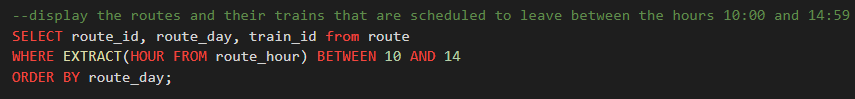 --display the routes and their trains that are scheduled to leave between the hours 10:00 and 14:59
SELECT route_id, route_day, train_id from route
WHERE EXTRACT(HOUR FROM route_hour) BETWEEN 10 AND 14
ORDER BY route_day;